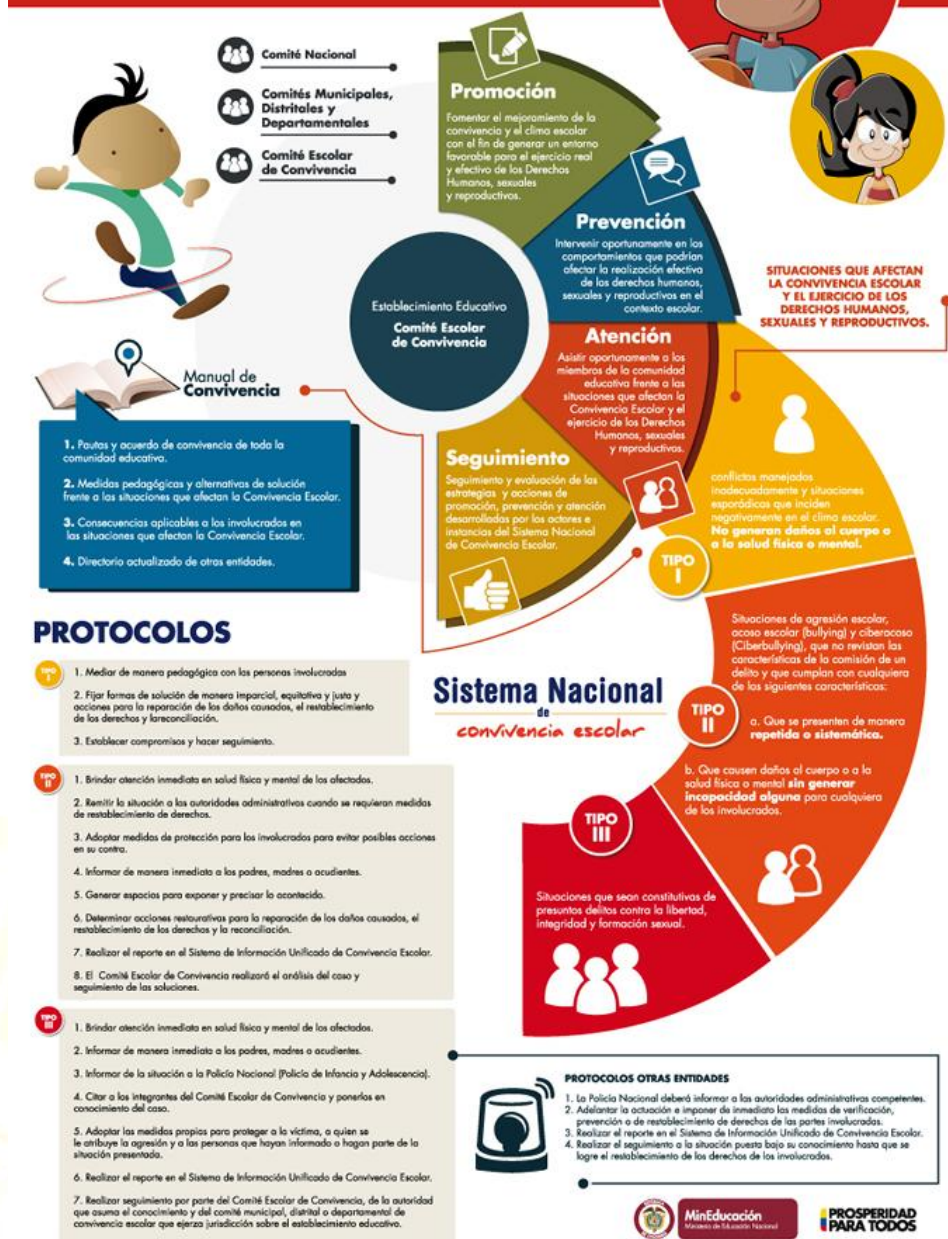 Comité Nacional
Comités Municipales,
Distritales y
Departamentales
Comité Escolar
de Convivencia
Promoción
Fomentar el mejoramiento de la
convivencia y el clima escolar
con el fin de generar un entorno
favorable para el ejercicio real
y efectivo de los Derechos
Humanos, sexuales
y reproductivos.
Prevención
Intervenir oportunamente en los
comportamientos que podrían
afectar la realización efectiva
de los derechos humanos,
sexuales y reproductivos en el
contexto escolar.
Establecimiento Educativo
Comité Escolar
de Convivencia
Atención
Asistir oportunamente a los
miembros de la comunidad
educativa frente a las
situaciones que afectan la
Convivencia Escolar y el
ejercicio de los Derechos
Humanos, sexuales
y reproductivos.
Seguimiento
Seguimiento y evaluación de las
estrategias y acciones de
promoción, prevención y atención
desarrolladas por los actores e
instancias del Sistema Nacional
de Convivencia Escolar.
SITUACIONES QUE AFECTAN
LA CONVIVENCIA ESCOLAR
Y EL EJERCICIO DE LOS
DERECHOS HUMANOS,
SEXUALES Y REPRODUCTIVOS.
Manual de
Convivencia
1. Pautas y acuerdo de convivencia de toda la
comunidad educativa.
2. Medidas pedagógicas y alternativas de solución
frente a las situaciones que afectan la Convivencia Escolar.
3. Consecuencias aplicables a los involucrados en
las situaciones que afectan la Convivencia Escolar.
4. Directorio actualizado de otras entidades.
TIPO
I
conflictos manejados
inadecuadamente y situaciones
esporádicas que inciden
negativamente en el clima escolar.
No generan daños al cuerpo o
a la salud física o mental.
TIPO
II
Situaciones de agresión escolar,
acoso escolar (bullying) y ciberacoso
(Ciberbullying), que no revistan las
características de la comisión de un
delito y que cumplan con cualquiera
de las siguientes características:
a. Que se presenten de manera
repetida o sistemática.
b. Que causen daños al cuerpo o a la
salud física o mental sin generar
incapacidad alguna para cualquiera
de los involucrados.
TIPO
III
Situaciones que sean constitutivas de
presuntos delitos contra la libertad,
integridad y formación sexual.
Sistema Nacional
de
convivencia escolar
PROTOCOLOS
TIPO
I
1. Mediar de manera pedagógica con las personas involucradas
2. Fijar formas de solución de manera imparcial, equitativa y justa y
acciones para la reparación de los daños causados, el restablecimiento
de los derechos y lareconciliación.
3. Establecer compromisos y hacer seguimiento.
TIPO
II
1. Brindar atención inmediata en salud física y mental de los afectados.
2. Remitir la situación a las autoridades administrativas cuando se requieran medidas
de restablecimiento de derechos.
3. Adoptar medidas de protección para los involucrados para evitar posibles acciones
en su contra.
4. Informar de manera inmediata a los padres, madres o acudientes.
5. Generar espacios para exponer y precisar lo acontecido.
6. Determinar acciones restaurativas para la reparación de los daños causados, el
restablecimiento de los derechos y la reconciliación.
7. Realizar el reporte en el Sistema de Información Unificado de Convivencia Escolar.
8. El Comité Escolar de Convivencia realizará el análisis del caso y
seguimiento de las soluciones.
TIPO
III
1. Brindar atención inmediata en salud física y mental de los afectados.
2. Informar de manera inmediata a los padres, madres o acudientes.
3. Informar de la situación a la Policía Nacional (Policía de Infancia y Adolescencia).
4. Citar a los integrantes del Comité Escolar de Convivencia y ponerlos en
conocimiento del caso.
5. Adoptar las medidas propias para proteger a la víctima, a quien se
le atribuye la agresión y a las personas que hayan informado o hagan parte de la
situación presentada.
6. Realizar el reporte en el Sistema de Información Unificado de Convivencia Escolar.
7. Realizar seguimiento por parte del Comité Escolar de Convivencia, de la autoridad
que asuma el conocimiento y del comité municipal, distrital o departamental de
convivencia escolar que ejerza jurisdicción sobre el establecimiento educativo.
PROTOCOLOS OTRAS ENTIDADES
1. La Policía Nacional deberá informar a las autoridades administrativas competentes.
2. Adelantar la actuación e imponer de inmediato las medidas de verificación,
prevención o de restablecimiento de derechos de las partes involucradas.
3. Realizar el reporte en el Sistema de Información Unificado de Convivencia Escolar.
4. Realizar el seguimiento a la situación puesta bajo su conocimiento hasta que se
logre el restablecimiento de los derechos de los involucrados.
MinEducación
Ministerio de Educación Nacional
PROSPERIDAD
PARA TODOS